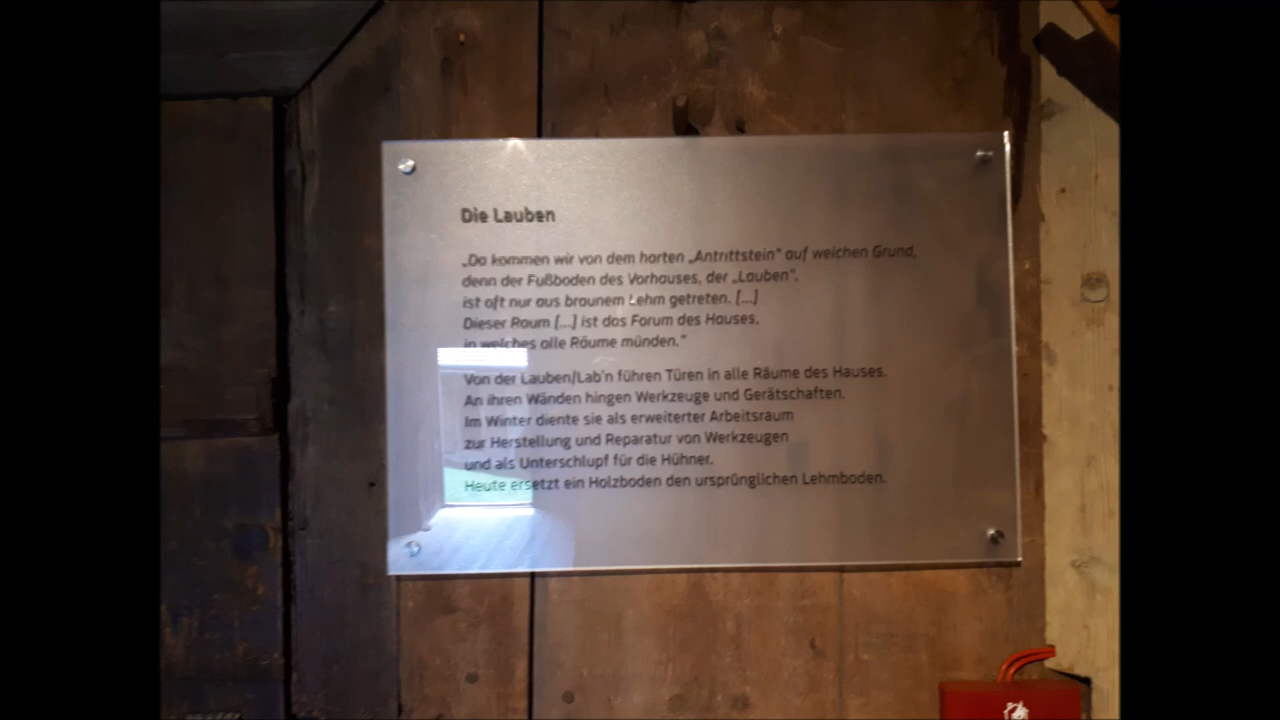 Die Lauben
„Da kommen wir von dem harten „Antrittstein" auf weichen Grund,
denn der Fußboden des Vorhauses, der „Lauben",
ist oft nur aus braunem Lehm getreten. [...]
Dieser Raum [...] ist das Forum des Hauses,
in welches alle Räume münden."
Von der Lauben/Lab'n führen Türen in alle Räume des Hauses.
An ihren Wänden hingen Werkzeuge und Gerätschaften.
Im Winter diente sie als erweiterter Arbeitsraum
zur Herstellung und Reparatur von Werkzeugen
und als Unterschlupf für die Hühner.
Heute ersetzt ein Holzboden den ursprünglichen Lehmboden.